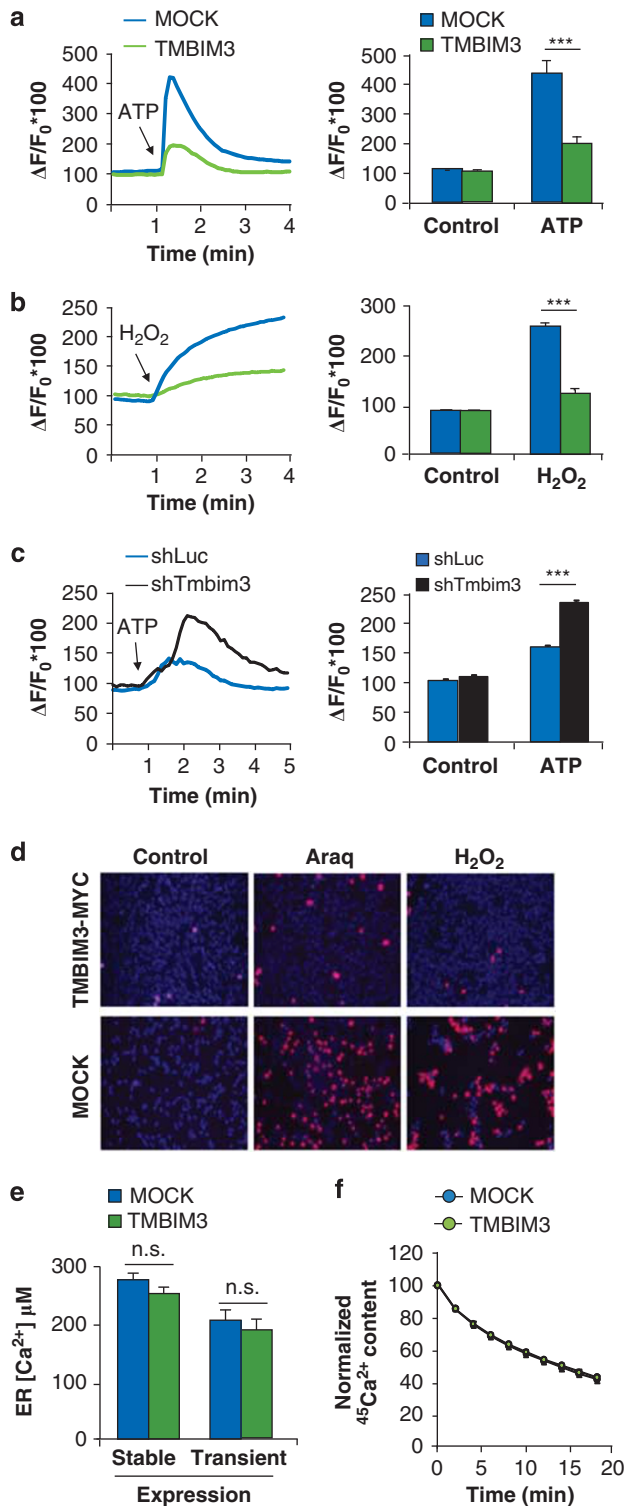 a
MOCK
TMBIM3
ΔF/F₀*100
500
400
300
200
100
0
ATP
1 2 3 4
Time (min)
MOCK
TMBIM3
ΔF/F₀*100
500
400
300
200
100
0
***
Control ATP
b
ΔF/F₀*100
250
200
150
100
50
0
H₂O₂
1 2 3 4
Time (min)
ΔF/F₀*100
300
200
100
0
***
Control H₂O₂
c
shLuc
shTmbim3
ΔF/F₀*100
250
200
150
100
50
0
ATP
1 2 3 4 5
Time (min)
shLuc
shTmbim3
ΔF/F₀*100
250
200
150
100
50
0
***
Control ATP
d
Control Araq H₂O₂
TMBIM3-MYC
MOCK
e
MOCK
TMBIM3
ER [Ca²⁺] μM
300
200
100
0
n.s.
n.s.
Stable Transient
Expression
f
MOCK
TMBIM3
Normalized
⁴⁵Ca²⁺ content
120
100
80
60
40
20
0 5 10 15 20
Time (min)